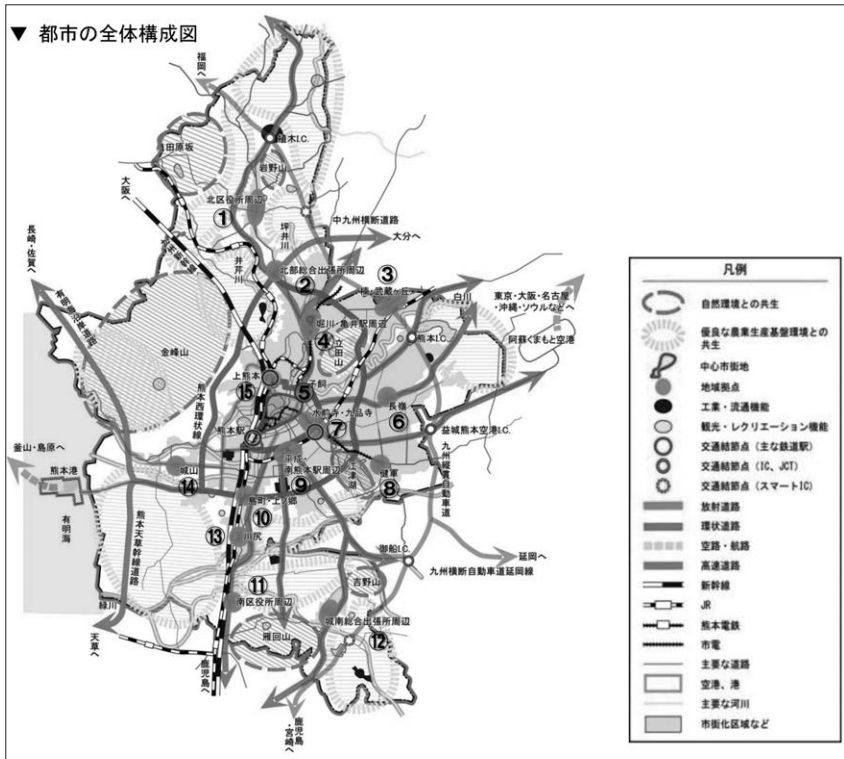 ▼ 都市の全体構成図
福岡へ
植木I.C.
田原坂
岩野山
大阪へ
北区役所周辺
①
中九州横断道路
坪井川
大分へ
長崎・佐賀へ
井芹川
北部総合出張所周辺
②
③
楠・武蔵ヶ丘
白川
東京・大阪・名古屋
・沖縄・ソウルなどへ
堀川・亀井駅周辺
④
立田山
熊本I.C.
阿蘇くまもと空港
金峰山
上熊本
⑮
子飼
⑤
熊本西環状線
水前寺・九品寺
⑦
長嶺
⑥
熊本駅
益城熊本空港I.C.
釜山・島原へ
熊本港
城山
⑭
平成・
南熊本駅周辺
⑨
江津湖
健軍
⑧
九州縦貫自動車道
有明海
島町・上ノ郷
⑩
⑬
川尻
熊本天草幹線道路
御船I.C.
延岡へ
九州横断自動車道延岡線
⑪
吉野山
緑川
南区役所周辺
城南総合出張所周辺
⑫
天草へ
雁回山
鹿児島へ
鹿児島
・宮崎へ
凡例
自然環境との共生
優良な農業生産基盤環境との
共生
中心市街地
地域拠点
工業・流通機能
観光・レクリエーション機能
交通結節点（主な鉄道駅）
交通結節点（IC、JCT）
交通結節点（スマートIC）
放射道路
環状道路
空路・航路
高速道路
新幹線
JR
熊本電鉄
市電
主要な道路
空港、港
主要な河川
市街化区域など